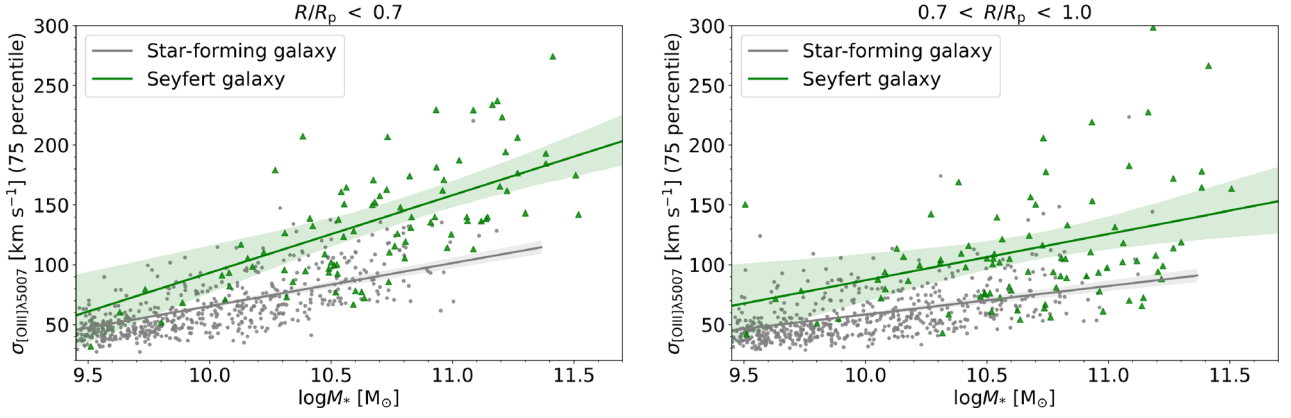 R/Rₚ < 0.7
300
250
200
150
100
50
σ[OIII]λ5007 (75 percentile) [km s⁻¹]
Star-forming galaxy
Seyfert galaxy
9.5 10.0 10.5 11.0 11.5
logM* [M⊙]
0.7 < R/Rₚ < 1.0
300
250
200
150
100
50
σ[OIII]λ5007 (75 percentile) [km s⁻¹]
Star-forming galaxy
Seyfert galaxy
9.5 10.0 10.5 11.0 11.5
logM* [M⊙]